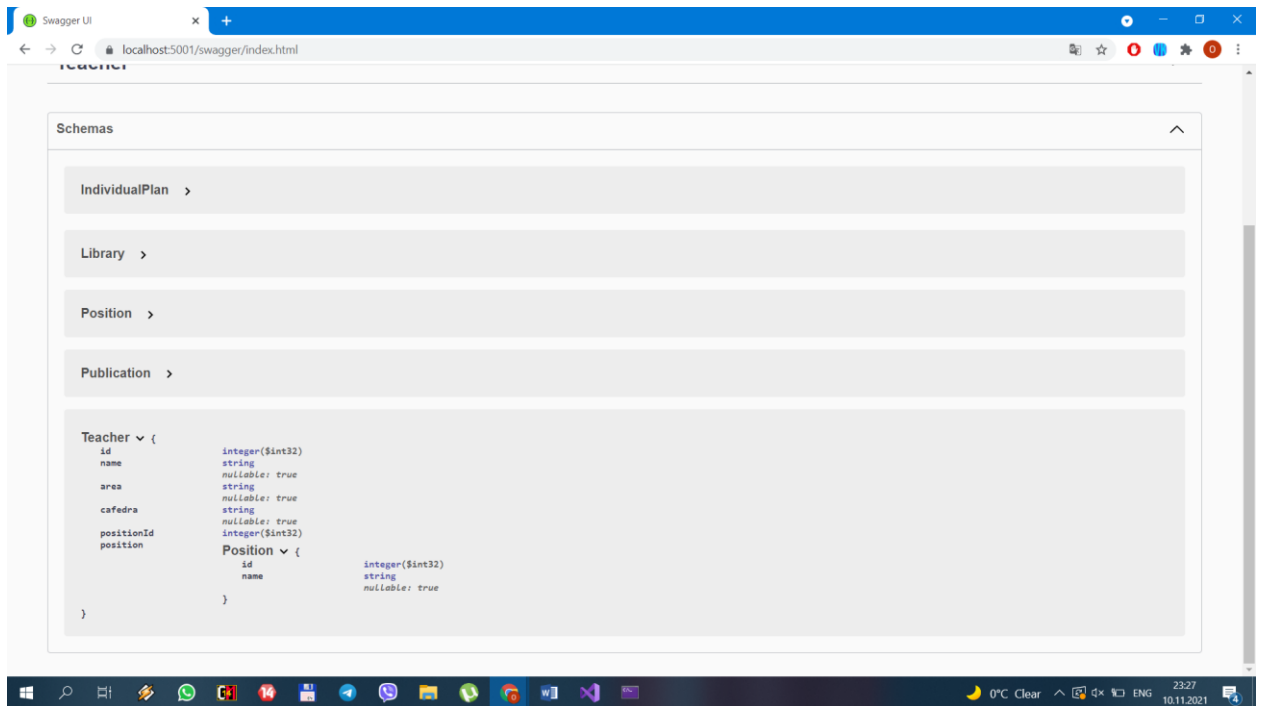 Swagger UI
localhost:5001/swagger/index.html
O
Teacher
Schemas
IndividualPlan
Library
Position
Publication
Teacher {
id integer($int32)
name string
nullable: true
area string
nullable: true
cafedra string
nullable: true
positionId integer($int32)
position Position {
id integer($int32)
name string
nullable: true
}
}
14
0°C Clear
ENG
23:27
10.11.2021
4